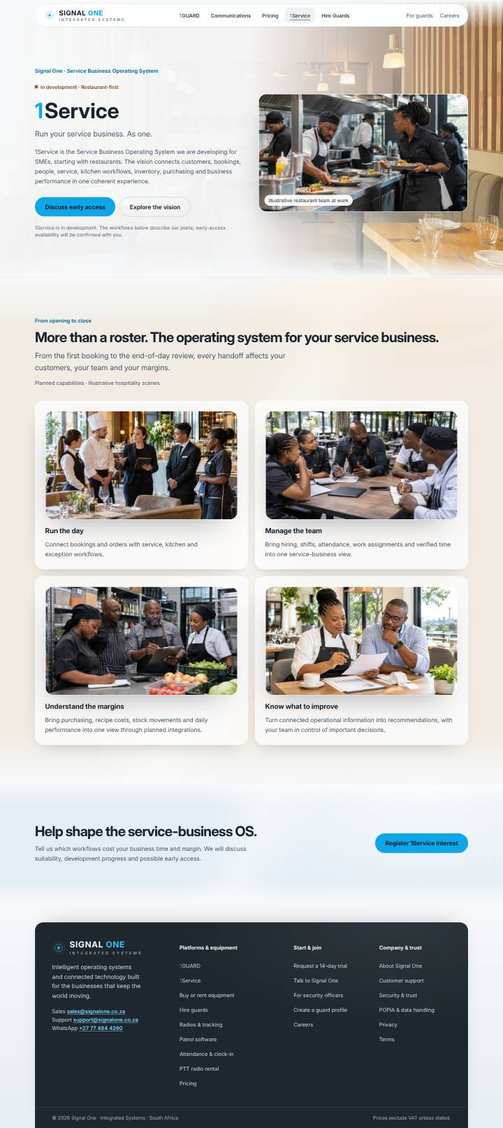 SIGNAL ONE
INTEGRATED SYSTEMS
1GUARD
Communications
Pricing
1Service
Hire Guards
For guards
Careers
Signal One · Service Business Operating System
In development · Restaurant-first
1Service
Run your service business. As one.
1Service is the Service Business Operating System we are developing for
SMEs, starting with restaurants. The vision connects customers, bookings,
people, service, kitchen workflows, inventory, purchasing and business
performance in one coherent experience.
Discuss early access
Explore the vision
1Service is in development. The workflows below describe our plans; early-access
availability will be confirmed with you.
Illustrative restaurant team at work
From opening to close
More than a roster. The operating system for your service business.
From the first booking to the end-of-day review, every handoff affects your
customers, your team and your margins.
Planned capabilities · Illustrative hospitality scenes
Run the day
Connect bookings and orders with service, kitchen and
exception workflows.
Manage the team
Bring hiring, shifts, attendance, work assignments and verified time
into one service-business view.
Understand the margins
Bring purchasing, recipe costs, stock movements and daily
performance into one view through planned integrations.
Know what to improve
Turn connected operational information into recommendations, with
your team in control of important decisions.
Help shape the service-business OS.
Tell us which workflows cost your business time and margin. We will discuss
suitability, development progress and possible early access.
Register 1Service interest
SIGNAL ONE
INTEGRATED SYSTEMS
Intelligent operating systems
and connected technology built
for the businesses that keep the
world moving.
Sales sales@signalone.co.za
Support support@signalone.co.za
WhatsApp +27 77 484 4280
Platforms & equipment
1GUARD
1Service
Buy or rent equipment
Hire guards
Radios & tracking
Patrol software
Attendance & clock-in
PTT radio rental
Pricing
Start & join
Request a 14-day trial
Talk to Signal One
For security officers
Create a guard profile
Careers
Company & trust
About Signal One
Customer support
Security & trust
POPIA & data handling
Privacy
Terms
© 2026 Signal One · Integrated Systems · South Africa
Prices exclude VAT unless stated.